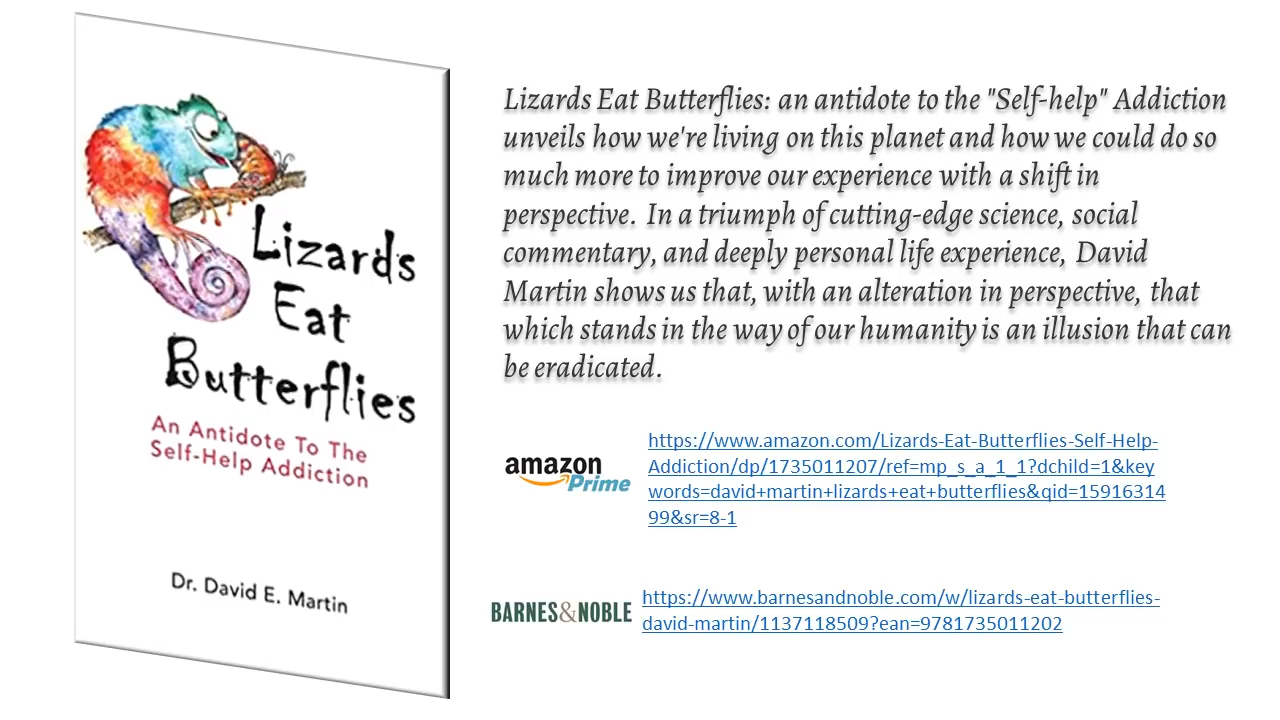 Lizards
Eat
Butterflies
An Antidote To The
Self-Help Addiction
Dr. David E. Martin
Lizards Eat Butterflies: an antidote to the "Self-help" Addiction
unveils how we're living on this planet and how we could do so
much more to improve our experience with a shift in
perspective. In a triumph of cutting-edge science, social
commentary, and deeply personal life experience, David
Martin shows us that, with an alteration in perspective, that
which stands in the way of our humanity is an illusion that can
be eradicated.
amazon
Prime
https://www.amazon.com/Lizards-Eat-Butterflies-Self-Help-
Addiction/dp/1735011207/ref=mp_s_a_1_1?dchild=1&key
words=david+martin+lizards+eat+butterflies&qid=15916314
99&sr=8-1
BARNES&NOBLE
https://www.barnesandnoble.com/w/lizards-eat-butterflies-
david-martin/1137118509?ean=9781735011202